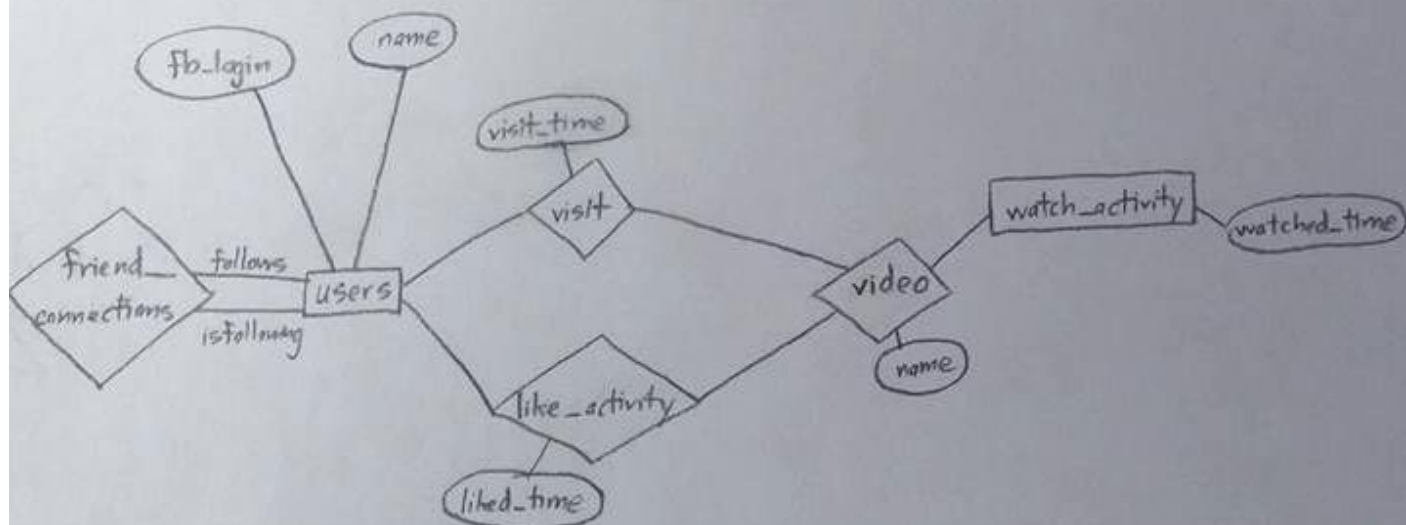 fb_login
name
visit_time
visit
watch_activity
watched_time
friend_
connections
follows
isfollowing
users
video
name
like_activity
liked_time